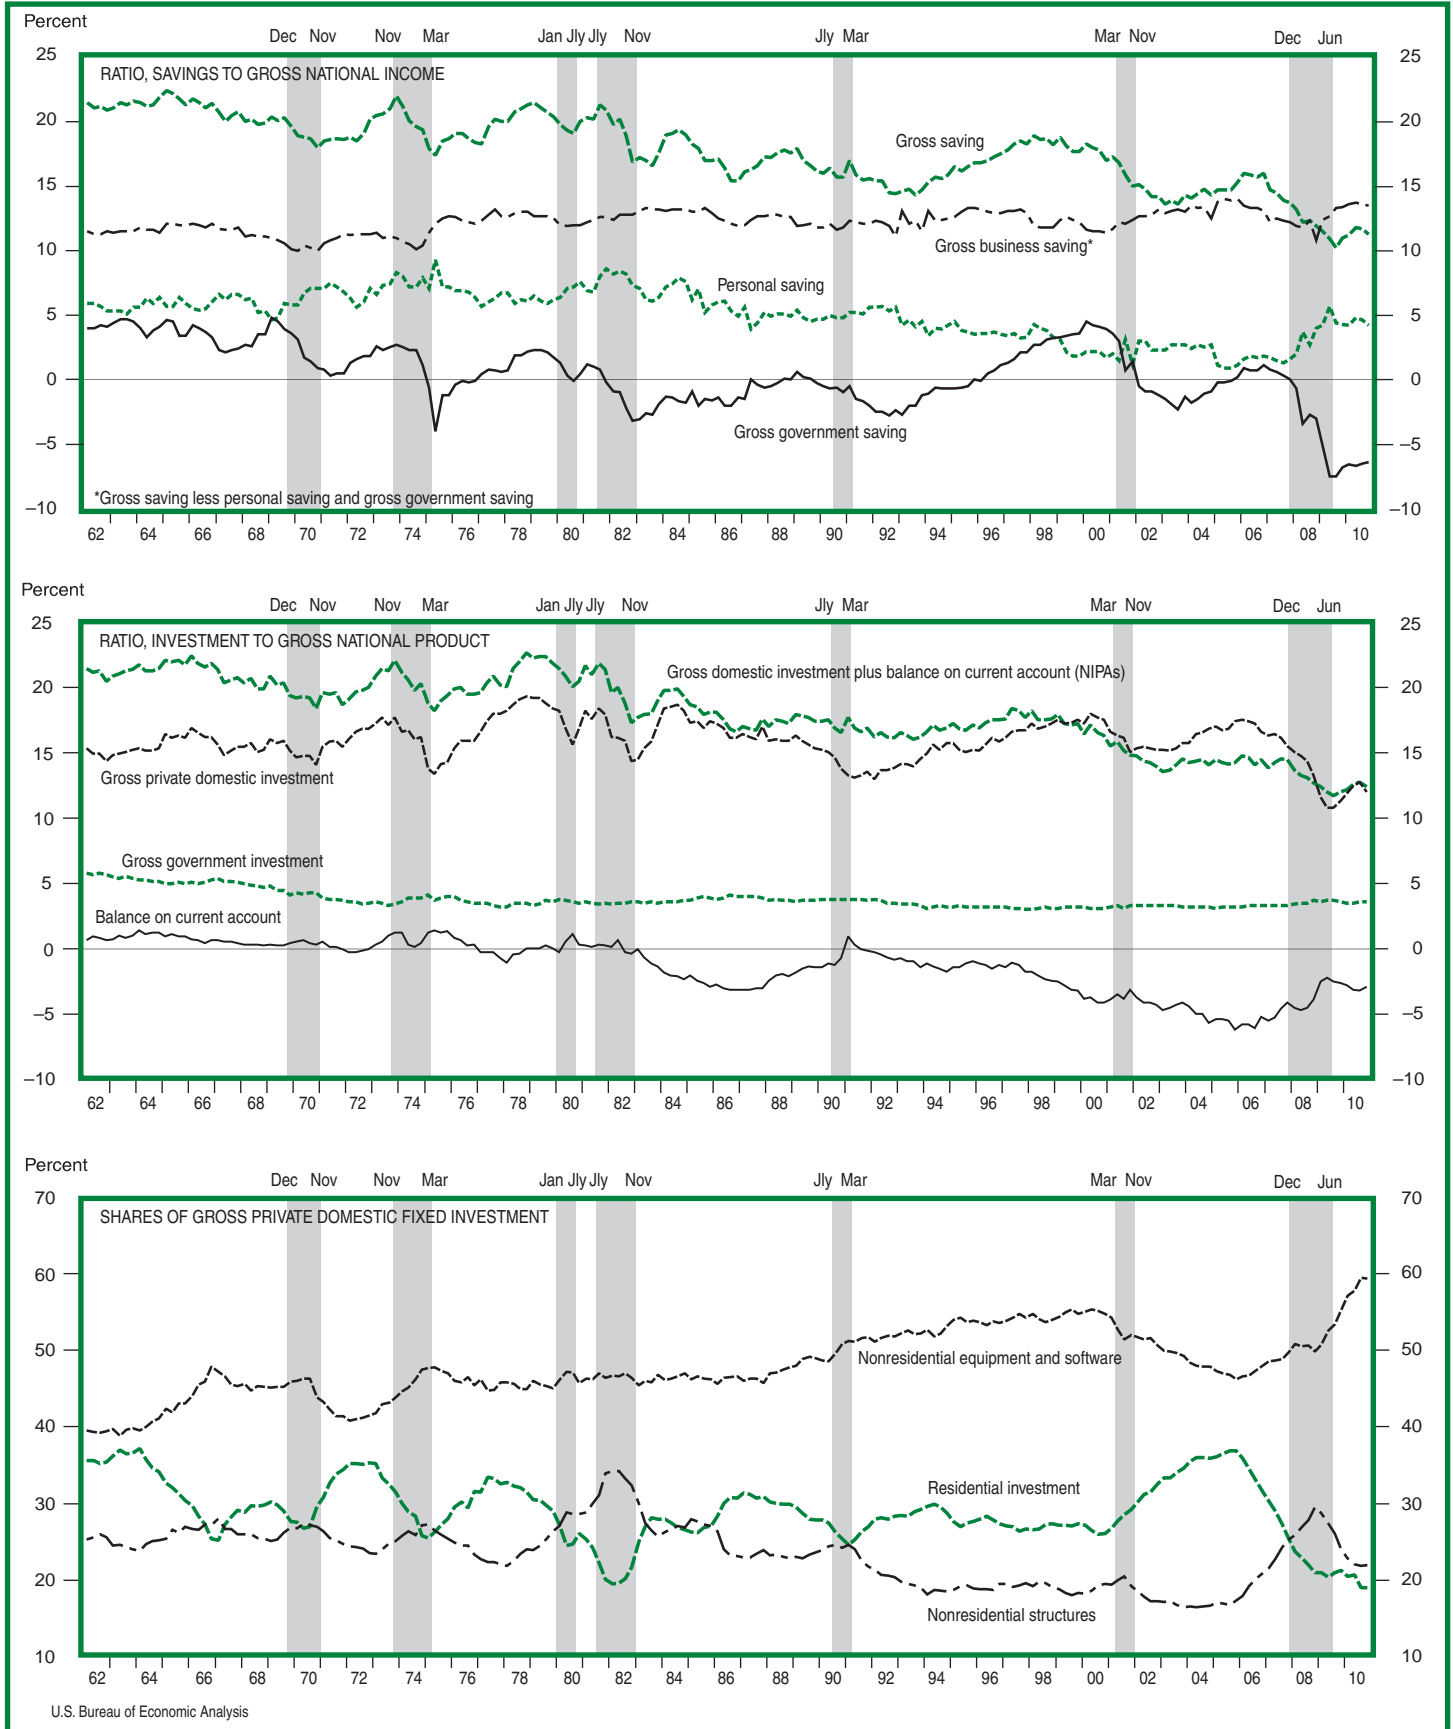 Percent
Dec Nov Nov Mar Jan Jly Jly Nov Jly Mar Mar Nov Dec Jun
25 25
RATIO, SAVINGS TO GROSS NATIONAL INCOME
20 20
Gross saving
15 15
Gross business saving*
10 10
Personal saving
5 5
0 0
Gross government saving
–5 –5
*Gross saving less personal saving and gross government saving
–10 –10
62 64 66 68 70 72 74 76 78 80 82 84 86 88 90 92 94 96 98 00 02 04 06 08 10
Percent
Dec Nov Nov Mar Jan Jly Jly Nov Jly Mar Mar Nov Dec Jun
25 25
RATIO, INVESTMENT TO GROSS NATIONAL PRODUCT
Gross domestic investment plus balance on current account (NIPAs)
20 20
15 15
Gross private domestic investment
10 10
Gross government investment
5 5
Balance on current account
0 0
–5 –5
–10 –10
62 64 66 68 70 72 74 76 78 80 82 84 86 88 90 92 94 96 98 00 02 04 06 08 10
Percent
Dec Nov Nov Mar Jan Jly Jly Nov Jly Mar Mar Nov Dec Jun
70 70
SHARES OF GROSS PRIVATE DOMESTIC FIXED INVESTMENT
60 60
50 50
Nonresidential equipment and software
40 40
Residential investment
30 30
20 20
Nonresidential structures
10 10
62 64 66 68 70 72 74 76 78 80 82 84 86 88 90 92 94 96 98 00 02 04 06 08 10
U.S. Bureau of Economic Analysis